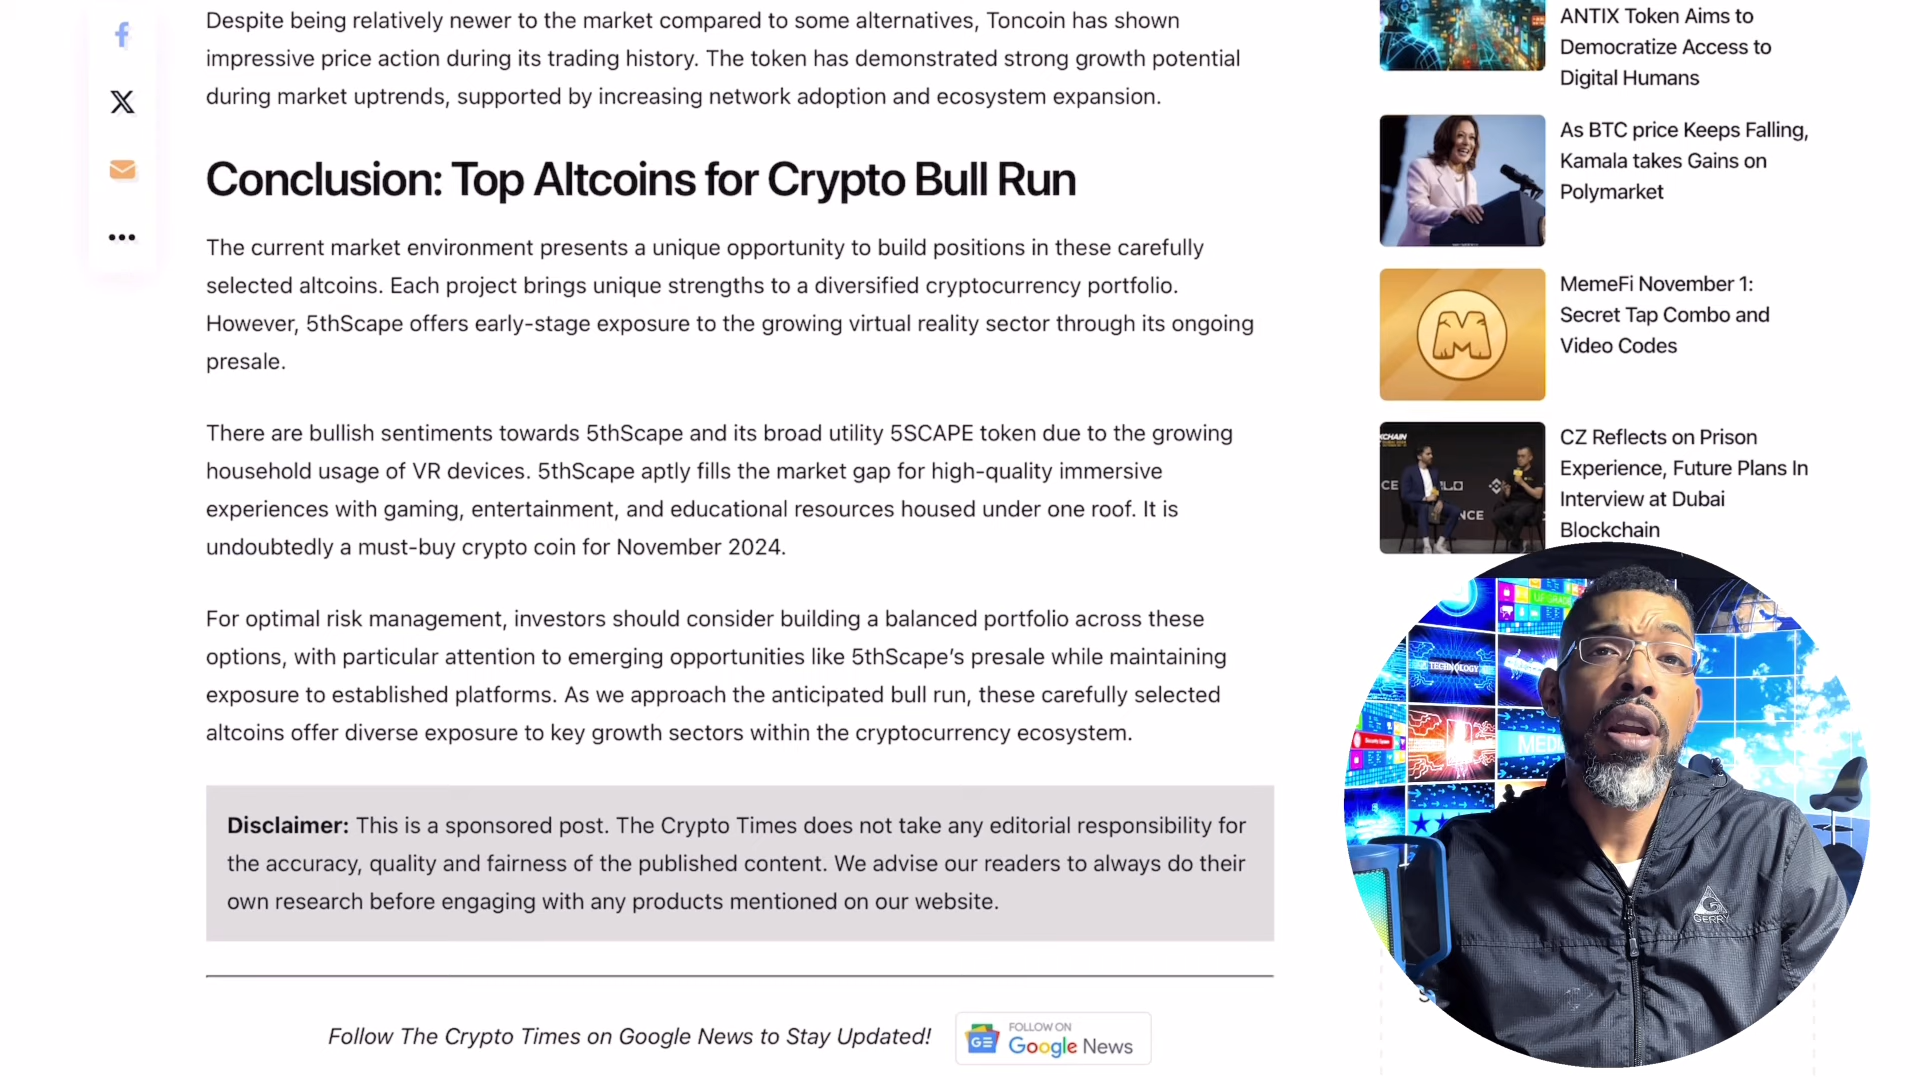 Despite being relatively newer to the market compared to some alternatives, Toncoin has shown
impressive price action during its trading history. The token has demonstrated strong growth potential
during market uptrends, supported by increasing network adoption and ecosystem expansion.
Conclusion: Top Altcoins for Crypto Bull Run
The current market environment presents a unique opportunity to build positions in these carefully
selected altcoins. Each project brings unique strengths to a diversified cryptocurrency portfolio.
However, 5thScape offers early-stage exposure to the growing virtual reality sector through its ongoing
presale.
There are bullish sentiments towards 5thScape and its broad utility 5SCAPE token due to the growing
household usage of VR devices. 5thScape aptly fills the market gap for high-quality immersive
experiences with gaming, entertainment, and educational resources housed under one roof. It is
undoubtedly a must-buy crypto coin for November 2024.
For optimal risk management, investors should consider building a balanced portfolio across these
options, with particular attention to emerging opportunities like 5thScape’s presale while maintaining
exposure to established platforms. As we approach the anticipated bull run, these carefully selected
altcoins offer diverse exposure to key growth sectors within the cryptocurrency ecosystem.
Disclaimer: This is a sponsored post. The Crypto Times does not take any editorial responsibility for
the accuracy, quality and fairness of the published content. We advise our readers to always do their
own research before engaging with any products mentioned on our website.
Follow The Crypto Times on Google News to Stay Updated!
FOLLOW ON
Google News
ANTIX Token Aims to
Democratize Access to
Digital Humans
As BTC price Keeps Falling,
Kamala takes Gains on
Polymarket
MemeFi November 1:
Secret Tap Combo and
Video Codes
CZ Reflects on Prison
Experience, Future Plans In
Interview at Dubai
Blockchain
TECHNOLOGY
GERRY